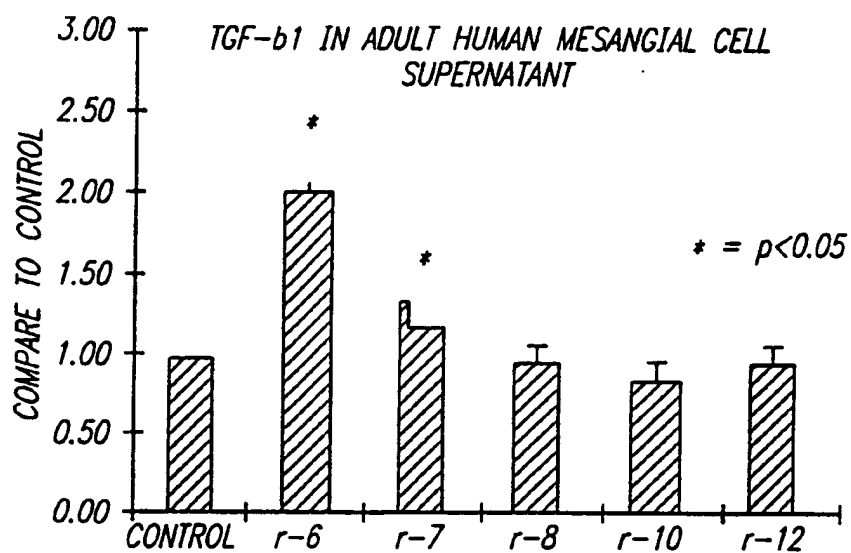 TGF-b1 IN ADULT HUMAN MESANGIAL CELL
SUPERNATANT
COMPARE TO CONTROL
3.00
2.50
2.00
1.50
1.00
0.50
0.00
*
*
* = p<0.05
CONTROL r-6 r-7 r-8 r-10 r-12